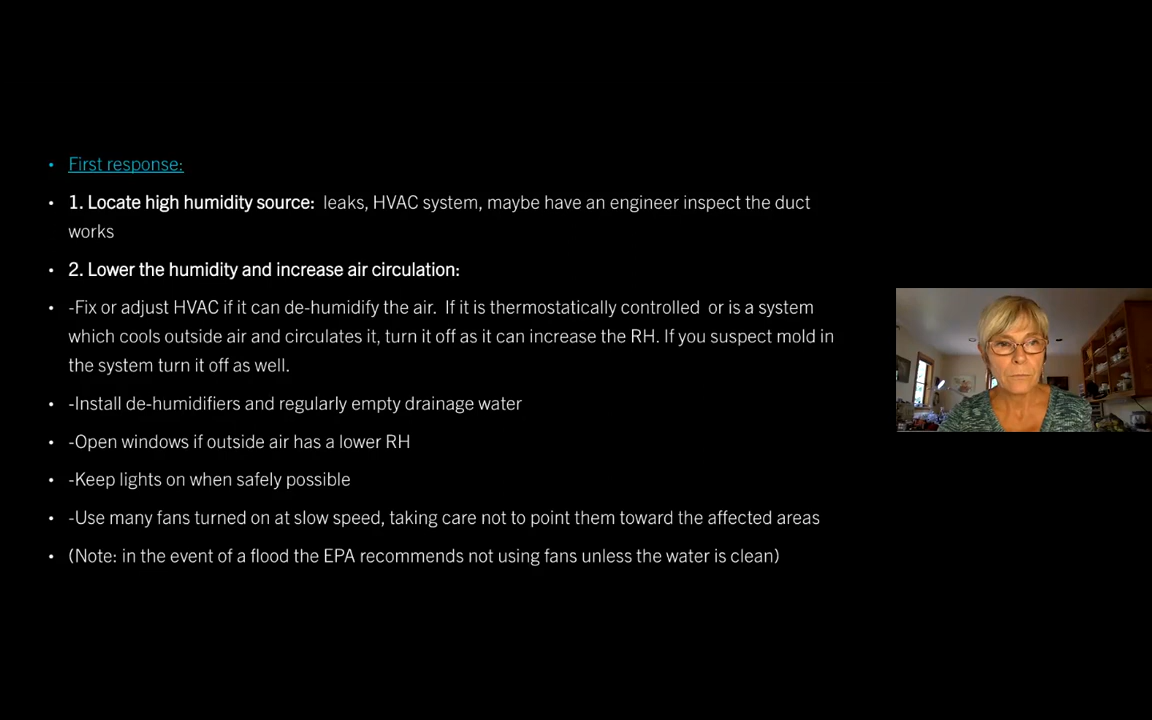 • First response:
• 1. Locate high humidity source: leaks, HVAC system, maybe have an engineer inspect the duct
works
• 2. Lower the humidity and increase air circulation:
• -Fix or adjust HVAC if it can de-humidify the air. If it is thermostatically controlled or is a system
which cools outside air and circulates it, turn it off as it can increase the RH. If you suspect mold in
the system turn it off as well.
• -Install de-humidifiers and regularly empty drainage water
• -Open windows if outside air has a lower RH
• -Keep lights on when safely possible
• -Use many fans turned on at slow speed, taking care not to point them toward the affected areas
• (Note: in the event of a flood the EPA recommends not using fans unless the water is clean)